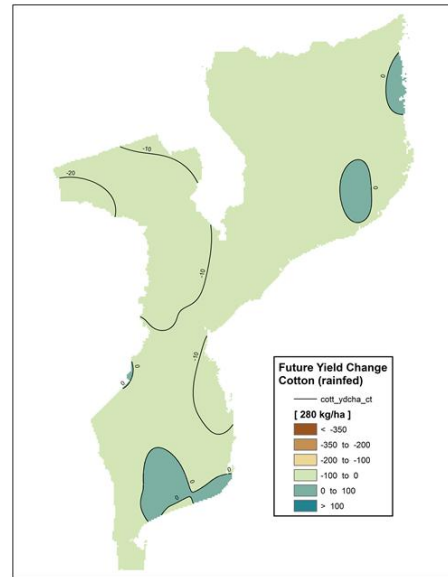 0
-10
0
-20
-10
-10
0
0
0
0
0
Future Yield Change
Cotton (rainfed)
cott_ydcha_ct
[ 280 kg/ha ]
< -350
-350 to -200
-200 to -100
-100 to 0
0 to 100
> 100